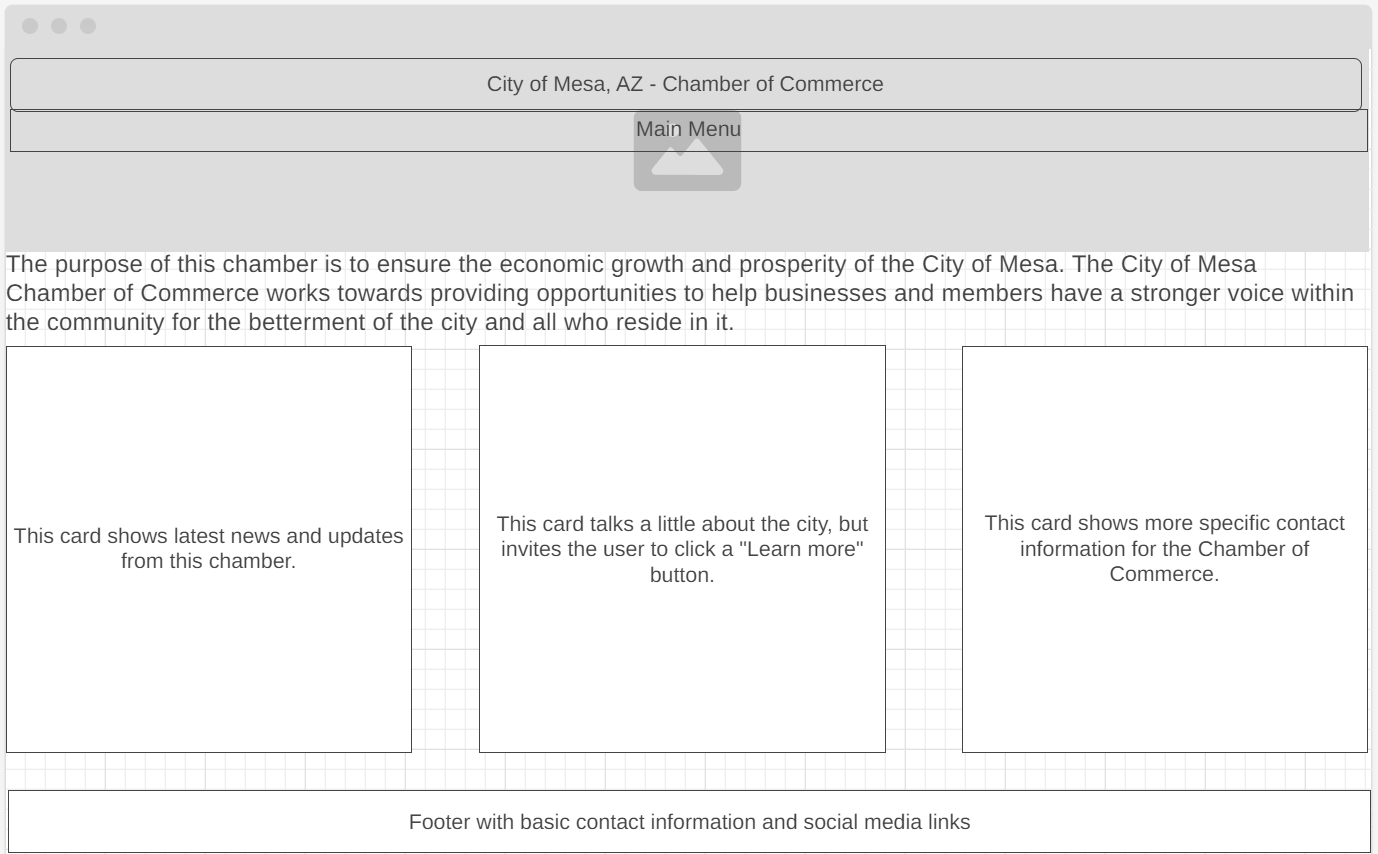 City of Mesa, AZ - Chamber of Commerce
Main Menu
The purpose of this chamber is to ensure the economic growth and prosperity of the City of Mesa. The City of Mesa
Chamber of Commerce works towards providing opportunities to help businesses and members have a stronger voice within
the community for the betterment of the city and all who reside in it.
This card shows latest news and updates
from this chamber.
This card talks a little about the city, but
invites the user to click a "Learn more"
button.
This card shows more specific contact
information for the Chamber of
Commerce.
Footer with basic contact information and social media links